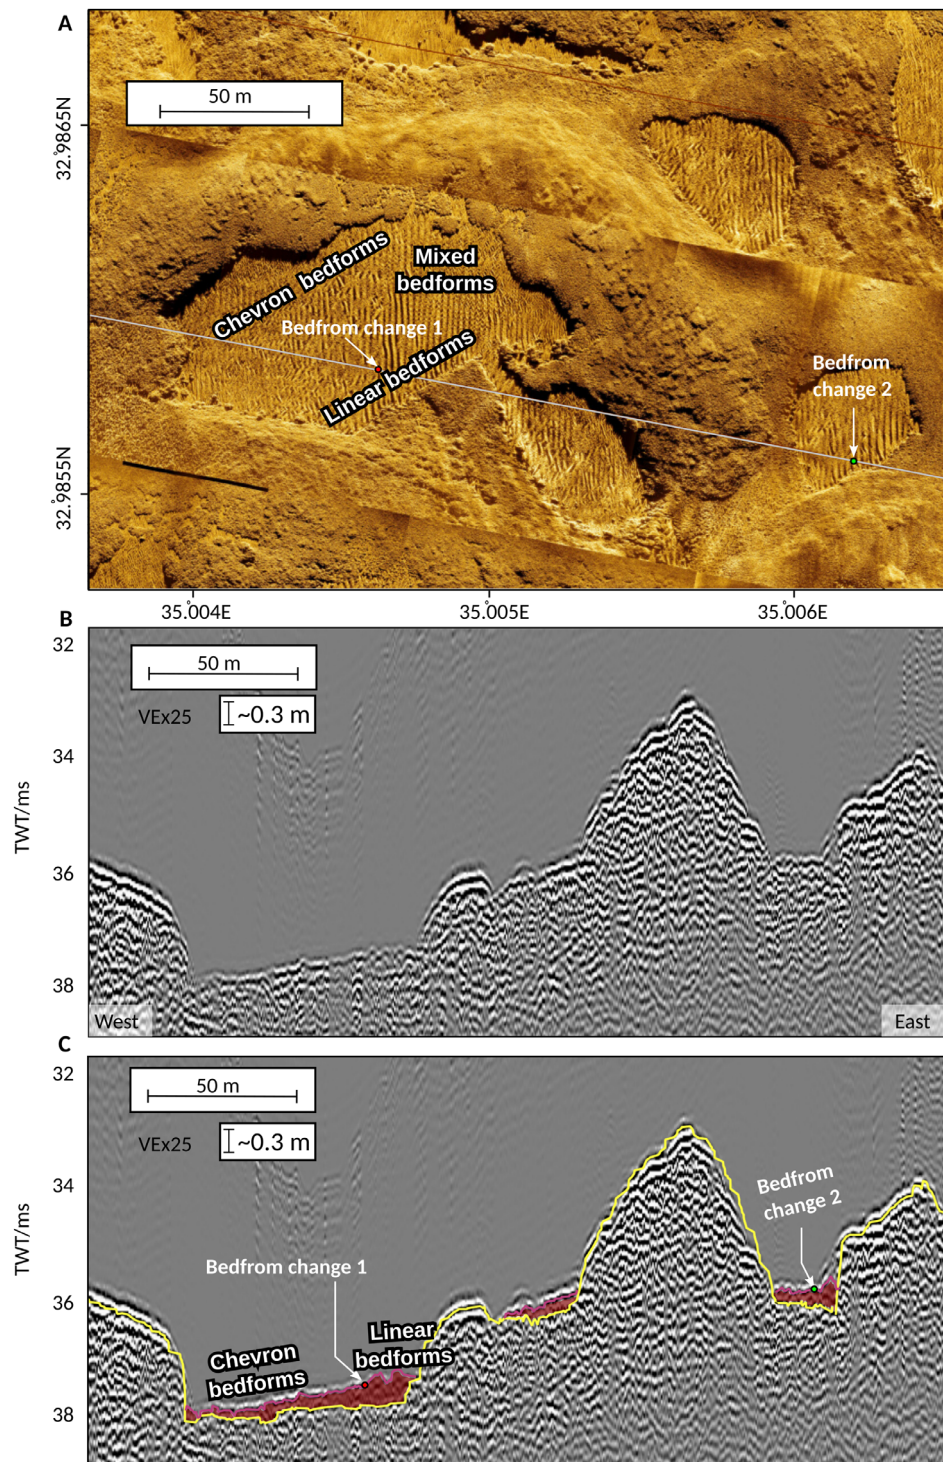 A
50 m
32.9865N
Chevron bedforms
Mixed
bedforms
Bedfrom change 1
Linear bedforms
Bedfrom
change 2
32.9855N
35.004E
35.005E
35.006E
B
32
50 m
VEx25
~0.3 m
34
TWT/ms
36
38
West
East
C
32
50 m
VEx25
~0.3 m
34
TWT/ms
Bedfrom
change 2
Bedfrom change 1
36
Linear
bedforms
Chevron
bedforms
38